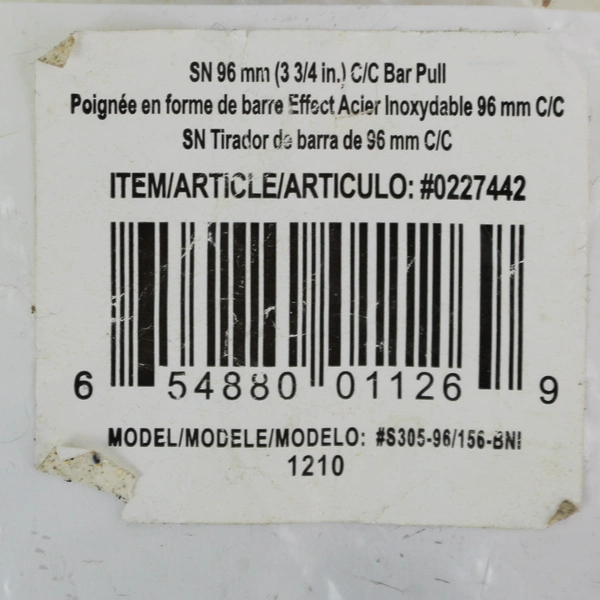 SN 96 mm (3 3/4 in.) C/C Bar Pull
Poignée en forme de barre Effect Acier Inoxydable 96 mm C/C
SN Tirador de barra de 96 mm C/C
ITEM/ARTICLE/ARTICULO: #0227442
6 54880 01126 9
MODEL/MODELE/MODELO: #S305-96/156-BNI
1210